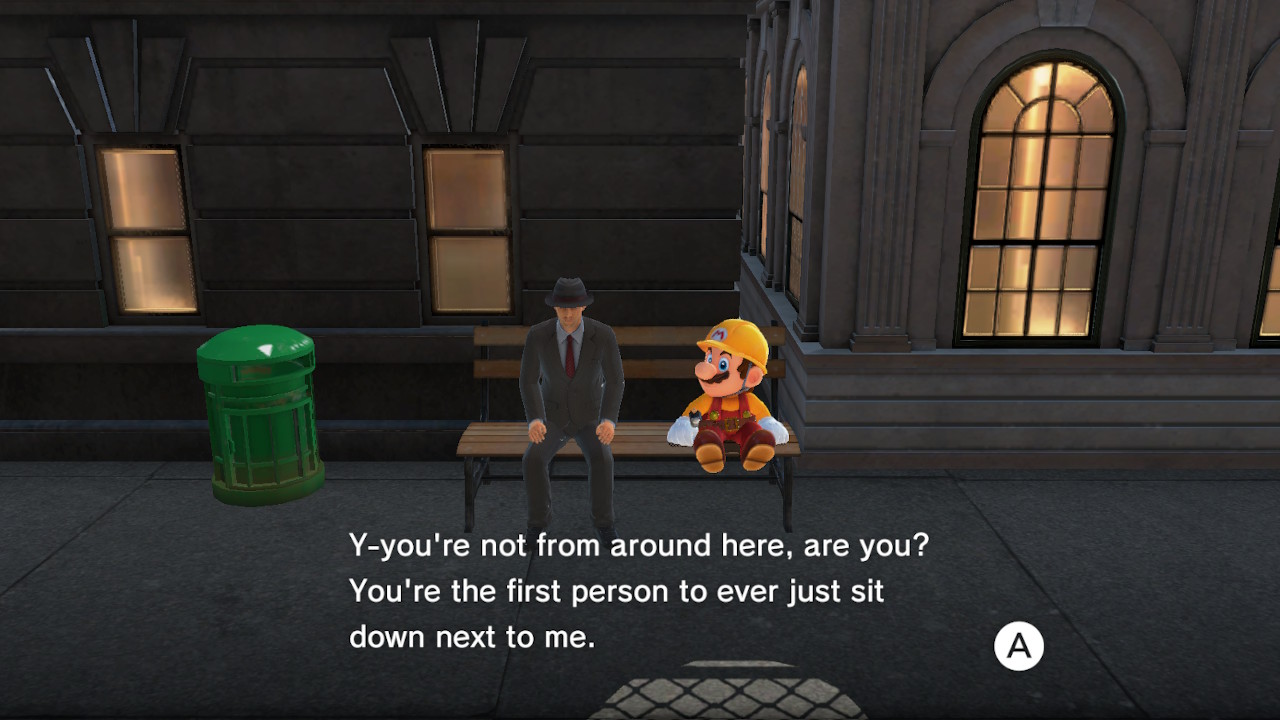 M
Y-you're not from around here, are you?
You're the first person to ever just sit
down next to me.
A